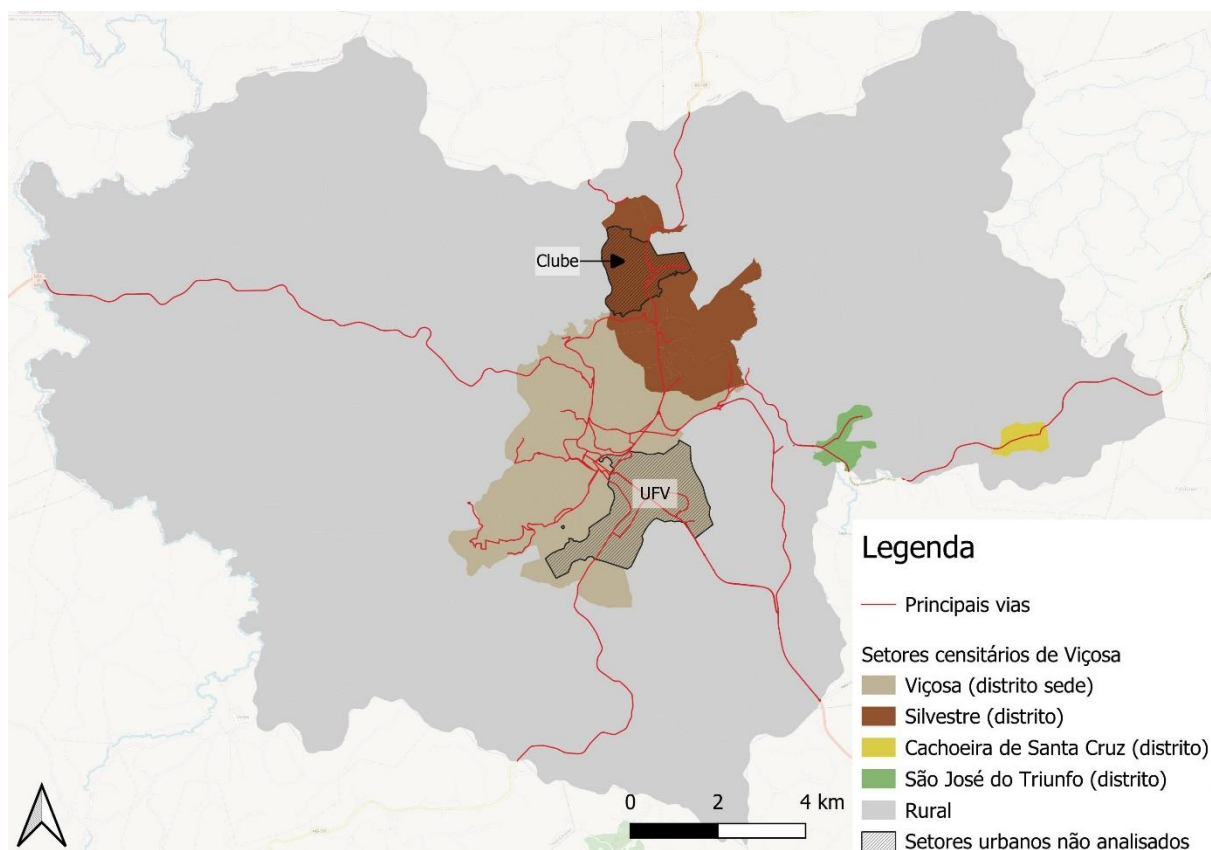 Clube
UFV
Legenda
Principais vias
Setores censitários de Viçosa
Viçosa (distrito sede)
Silvestre (distrito)
Cachoeira de Santa Cruz (distrito)
São José do Triunfo (distrito)
Rural
Setores urbanos não analisados
0 2 4 km